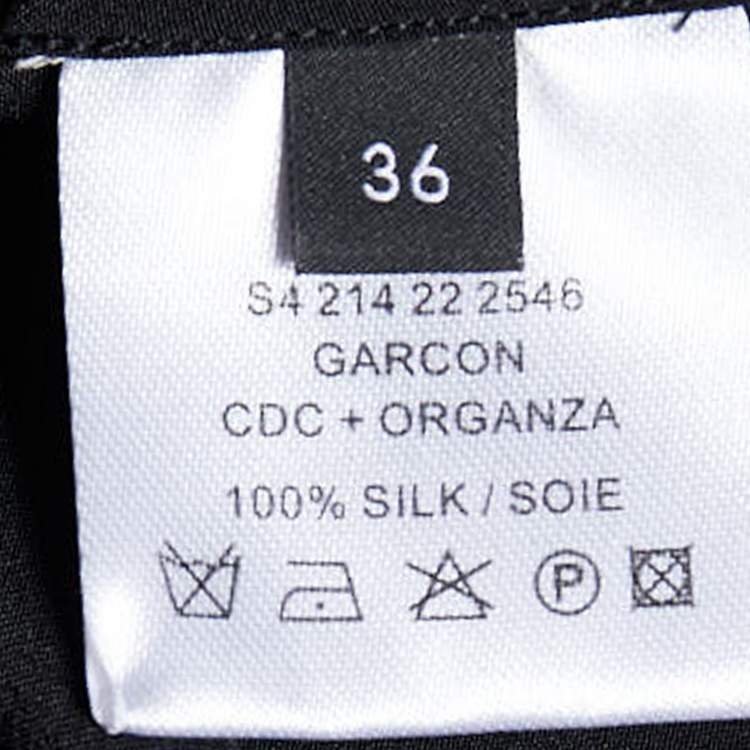 36
S4 214 22 2546
GARCON
CDC + ORGANZA
100% SILK / SOIE
P